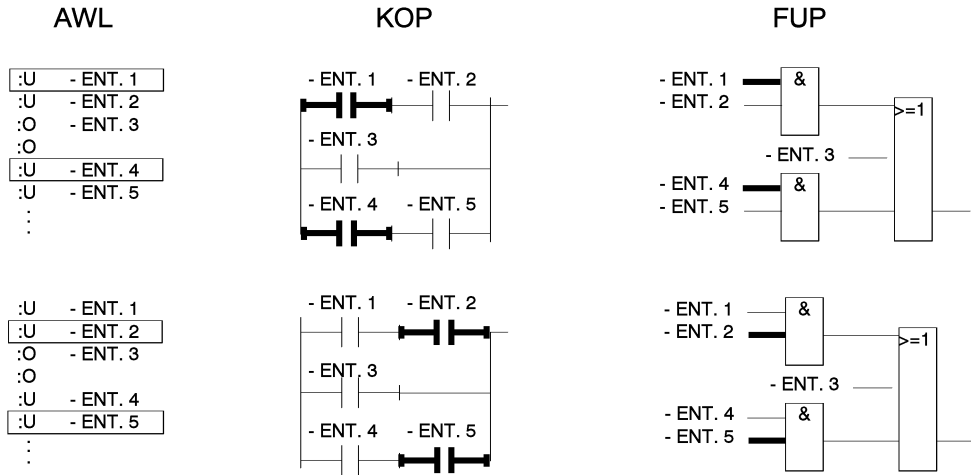 AWL KOP FUP
:U - ENT. 1
:U - ENT. 2
:O - ENT. 3
:O
:U - ENT. 4
:U - ENT. 5
:
- ENT. 1 - ENT. 2
- ENT. 3
- ENT. 4 - ENT. 5
- ENT. 1
- ENT. 2
&
>=1
- ENT. 3
- ENT. 4
- ENT. 5
&
:U - ENT. 1
:U - ENT. 2
:O - ENT. 3
:O
:U - ENT. 4
:U - ENT. 5
:
- ENT. 1 - ENT. 2
- ENT. 3
- ENT. 4 - ENT. 5
- ENT. 1
- ENT. 2
&
>=1
- ENT. 3
- ENT. 4
- ENT. 5
&